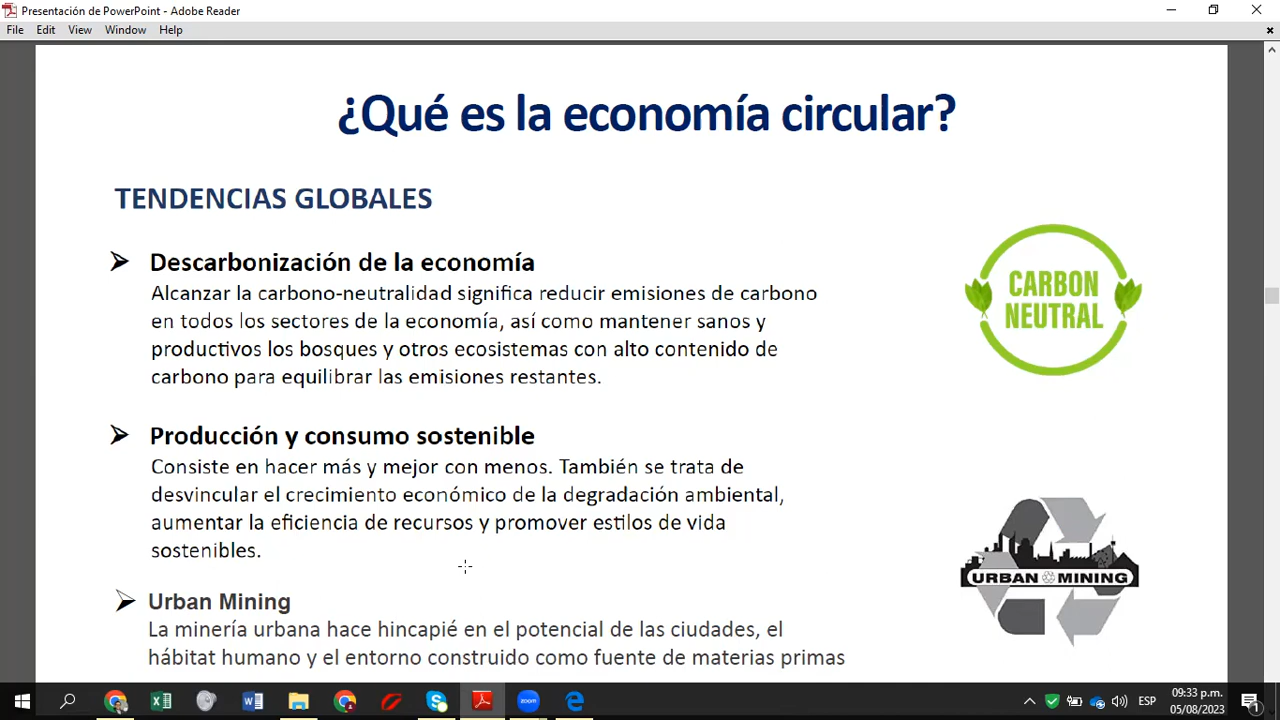 Presentación de PowerPoint - Adobe Reader
File Edit View Window Help
¿Qué es la economía circular?
TENDENCIAS GLOBALES
Descarbonización de la economía
Alcanzar la carbono-neutralidad significa reducir emisiones de carbono
en todos los sectores de la economía, así como mantener sanos y
productivos los bosques y otros ecosistemas con alto contenido de
carbono para equilibrar las emisiones restantes.
CARBON
NEUTRAL
Producción y consumo sostenible
Consiste en hacer más y mejor con menos. También se trata de
desvincular el crecimiento económico de la degradación ambiental,
aumentar la eficiencia de recursos y promover estilos de vida
sostenibles.
URBAN MINING
Urban Mining
La minería urbana hace hincapié en el potencial de las ciudades, el
hábitat humano y el entorno construido como fuente de materias primas
zoom
ESP
09:33 p.m.
05/08/2023
1